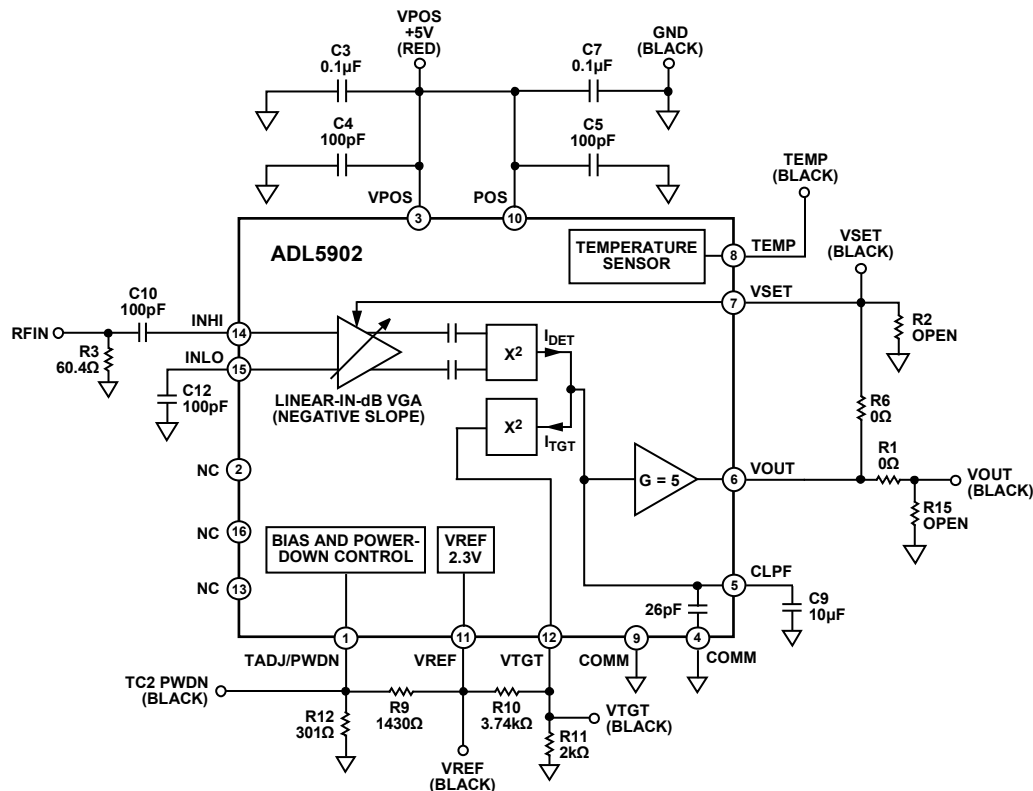 VPOS
+5V
(RED)
GND
(BLACK)
C3
0.1µF
C7
0.1µF
C4
100pF
C5
100pF
TEMP
(BLACK)
VPOS
3
POS
10
ADL5902
TEMPERATURE
SENSOR
8
TEMP
VSET
(BLACK)
7
VSET
C10
100pF
RFIN
INHI
14
R3
60.4Ω
INLO
15
C12
100pF
LINEAR-IN-dB VGA
(NEGATIVE SLOPE)
X2
IDET
X2
ITGT
R2
OPEN
R6
0Ω
G = 5
6
VOUT
R1
0Ω
VOUT
(BLACK)
R15
OPEN
NC
2
NC
16
NC
13
BIAS AND POWER-
DOWN CONTROL
VREF
2.3V
5
CLPF
26pF
C9
10µF
1
11
12
9
4
TADJ/PWDN
VREF
VTGT
COMM
COMM
TC2 PWDN
(BLACK)
R12
301Ω
R9
1430Ω
R10
3.74kΩ
VTGT
(BLACK)
R11
2kΩ
VREF
(BLACK)